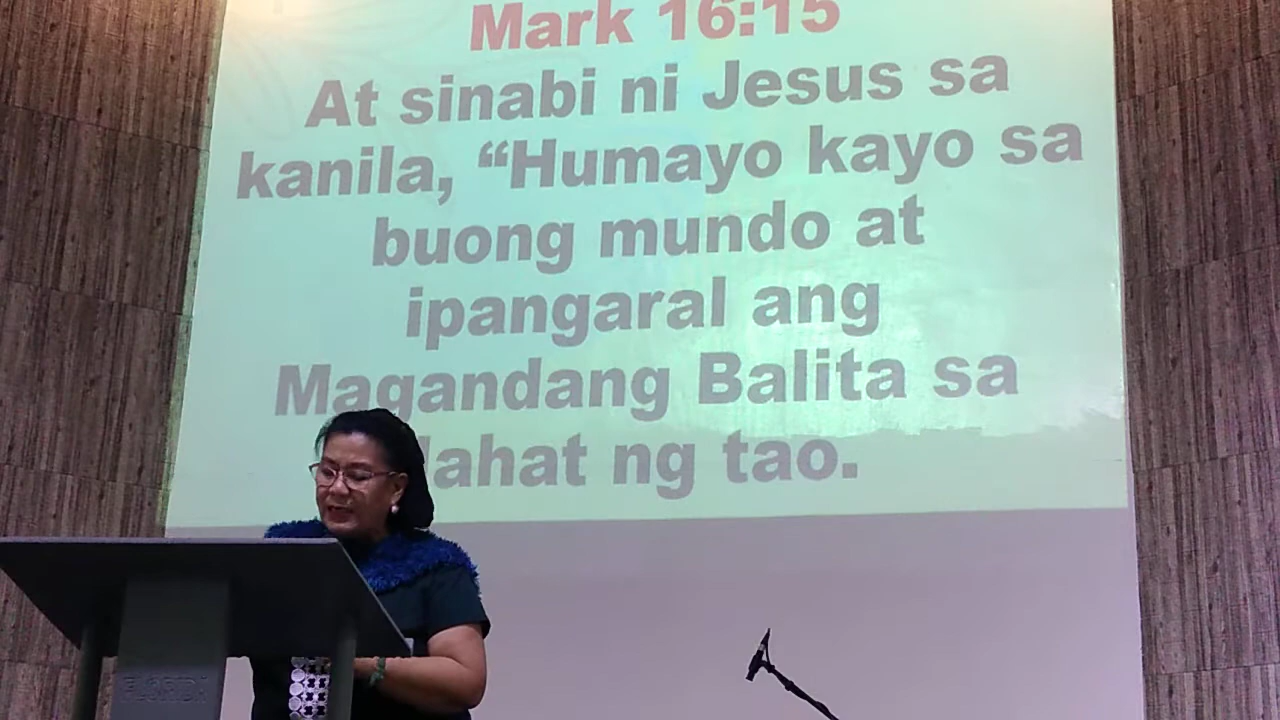 Mark 16:15
At sinabi ni Jesus sa
kanila, “Humayo kayo sa
buong mundo at
ipangaral ang
Magandang Balita sa
lahat ng tao.